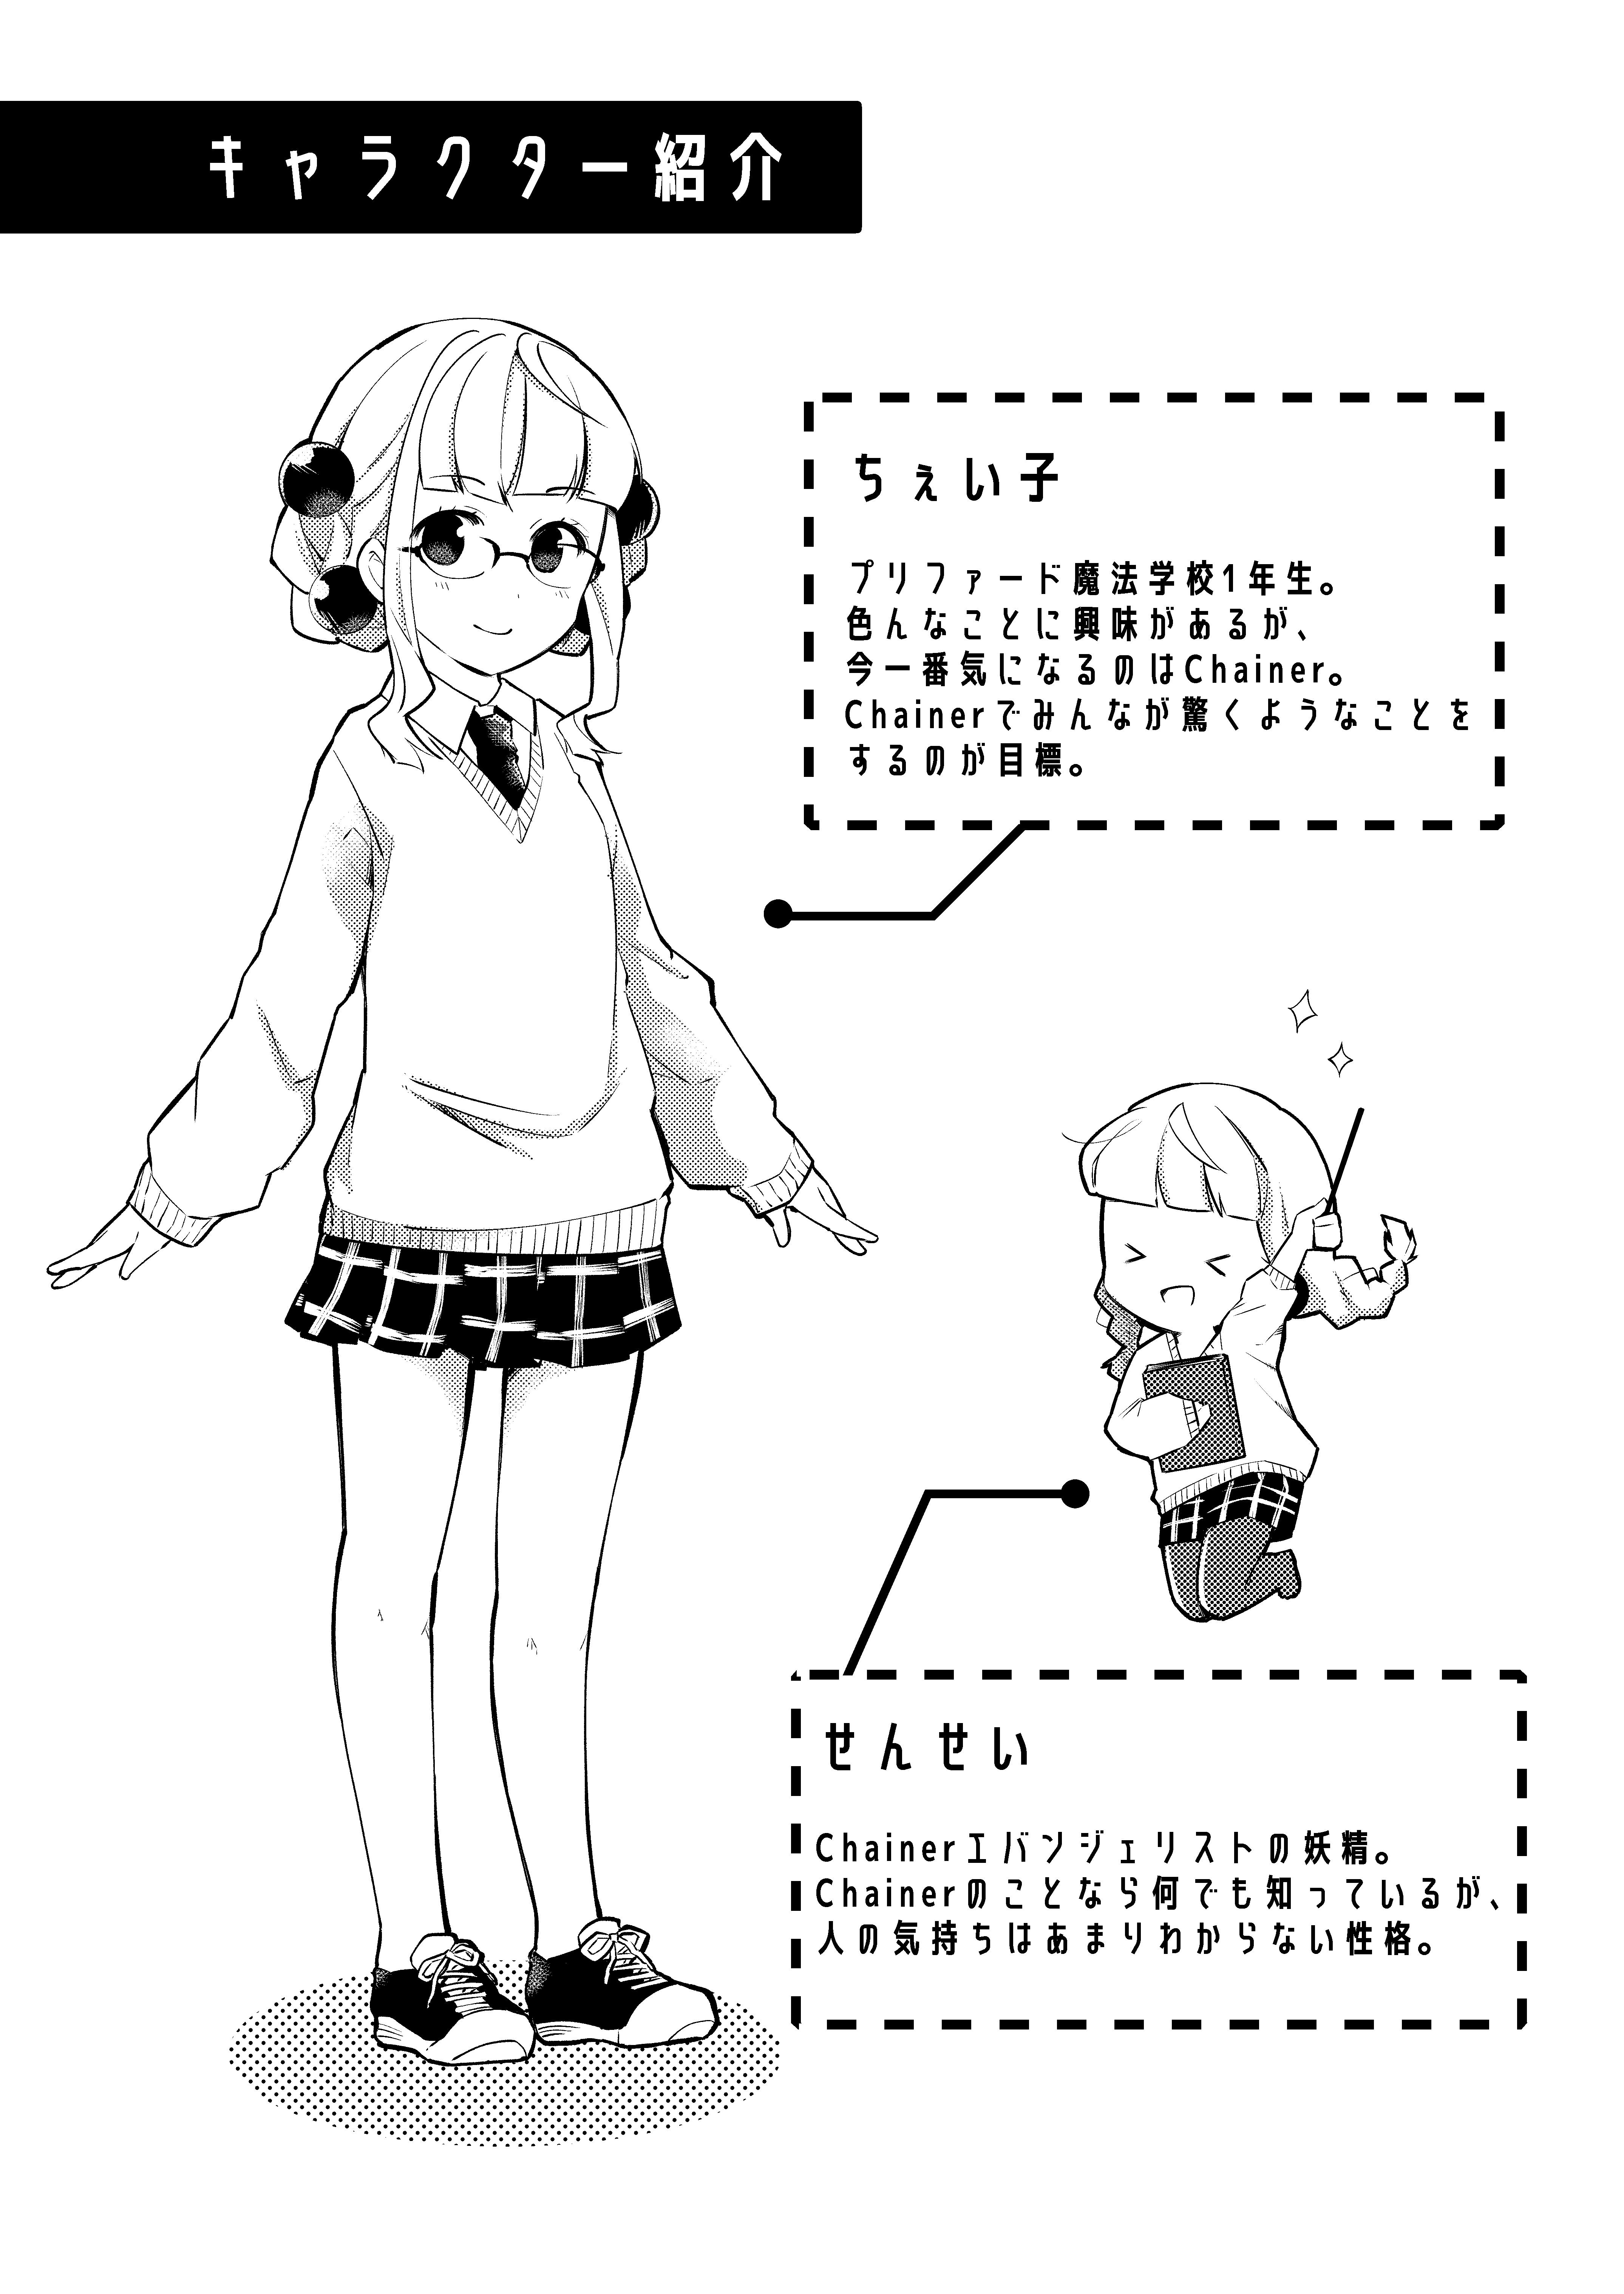 キャラクター紹介
ちぇい子
プリファード魔法学校1年生。
色んなことに興味があるが、
今一番気になるのはChainer。
Chainerでみんなが驚くようなことを
するのが目標。
せんせい
Chainerエバンジェリストの妖精。
Chainerのことなら何でも知っているが、
人の気持ちはあまりわからない性格。